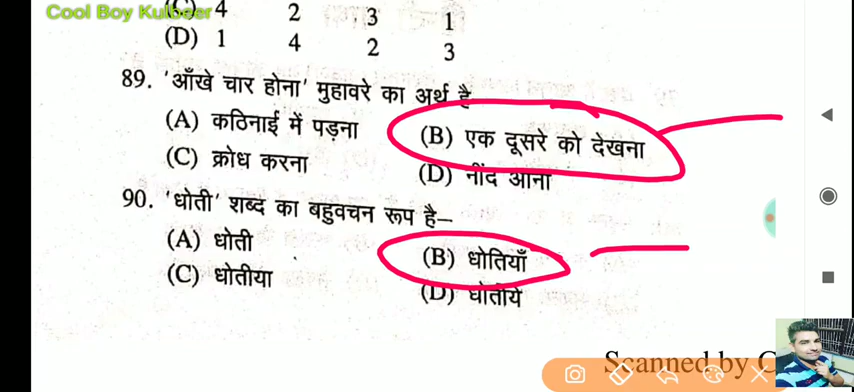 Cool Boy Kulbeer
(C) 4 2 3 1
(D) 1 4 2 3
89. 'आँखे चार होना' मुहावरे का अर्थ है
(A) कठिनाई में पड़ना (B) एक दूसरे को देखना
(C) क्रोध करना (D) नींद आना
90. 'धोती' शब्द का बहुवचन रूप है–
(A) धोती (B) धोतियाँ
(C) धोतीया (D) धोतीये
Scanned by C